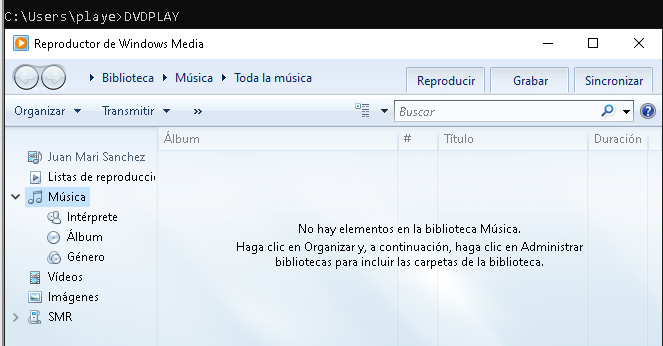 C:\Users\playe>DVDPLAY
Reproductor de Windows Media
Biblioteca Música Toda la música Reproducir Grabar Sincronizar
Organizar Transmitir » Buscar
Álbum # Título Duración
Juan Mari Sanchez
Listas de reproducci
Música
Intérprete
Álbum
Género
Vídeos
Imágenes
SMR
No hay elementos en la biblioteca Música.
Haga clic en Organizar y, a continuación, haga clic en Administrar
bibliotecas para incluir las carpetas de la biblioteca.